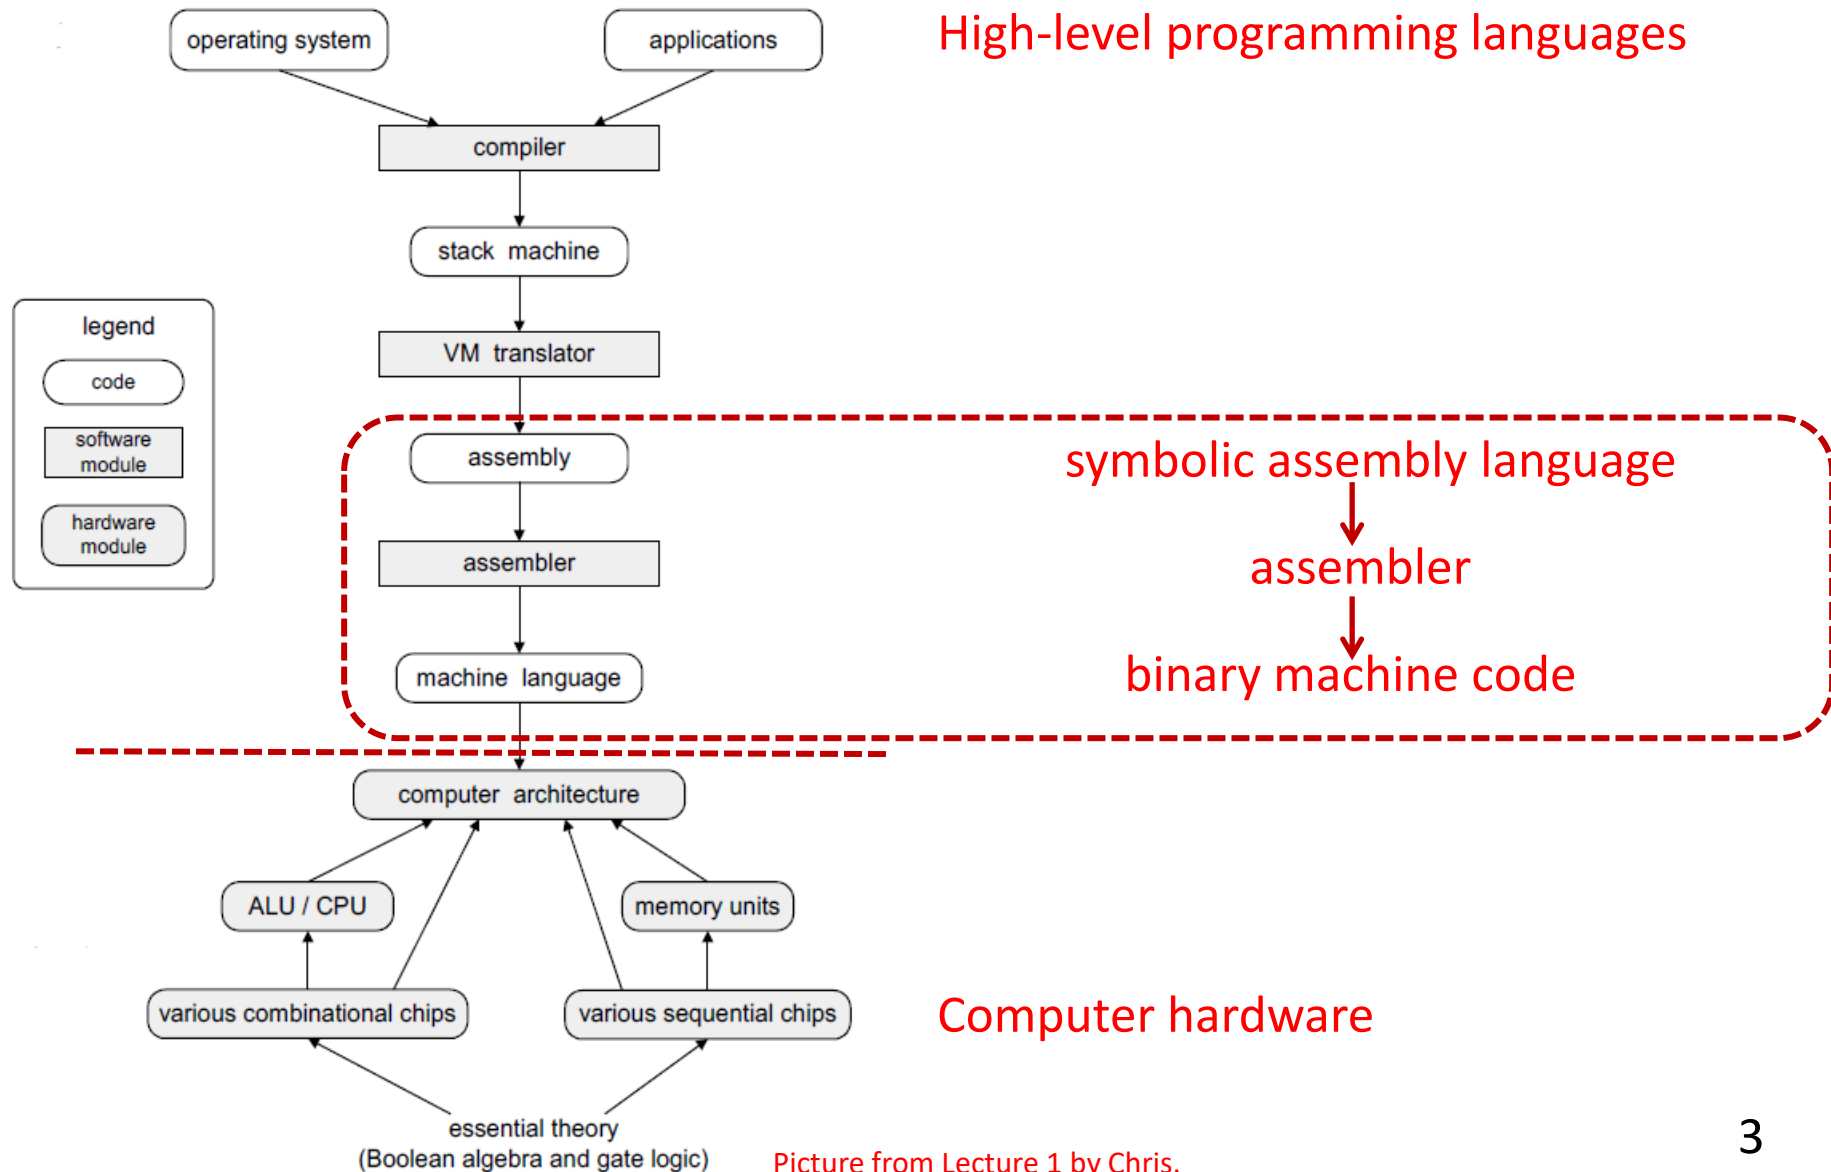 operating system
applications
High-level programming languages
compiler
stack machine
legend
code
software
module
hardware
module
VM translator
assembly
symbolic assembly language
assembler
assembler
machine language
binary machine code
computer architecture
ALU / CPU
memory units
various combinational chips
various sequential chips
Computer hardware
essential theory
(Boolean algebra and gate logic)
Picture from Lecture 1 by Chris.
3